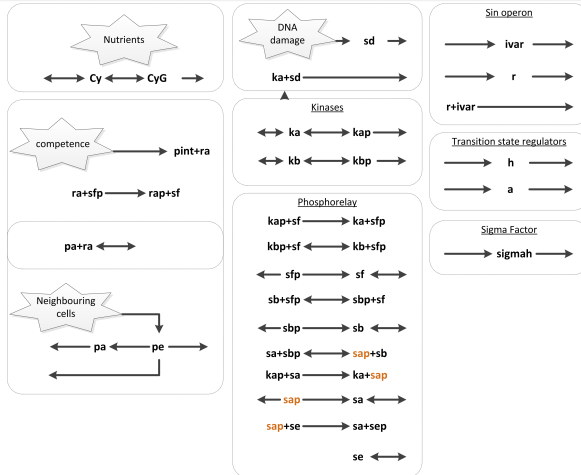 Nutrients
Cy CyG
competence
pint+ra
ra+sfp rap+sf
pa+ra
Neighbouring
cells
pa pe
DNA
damage
sd
ka+sd
Kinases
ka kap
kb kbp
Phosphorelay
kap+sf ka+sfp
kbp+sf kb+sfp
sfp sf
sb+sfp sbp+sf
sbp sb
sa+sbp sap+sb
kap+sa ka+sap
sap sa
sap+se sa+sep
se
Sin operon
ivar
r
r+ivar
Transition state regulators
h
a
Sigma Factor
sigmah